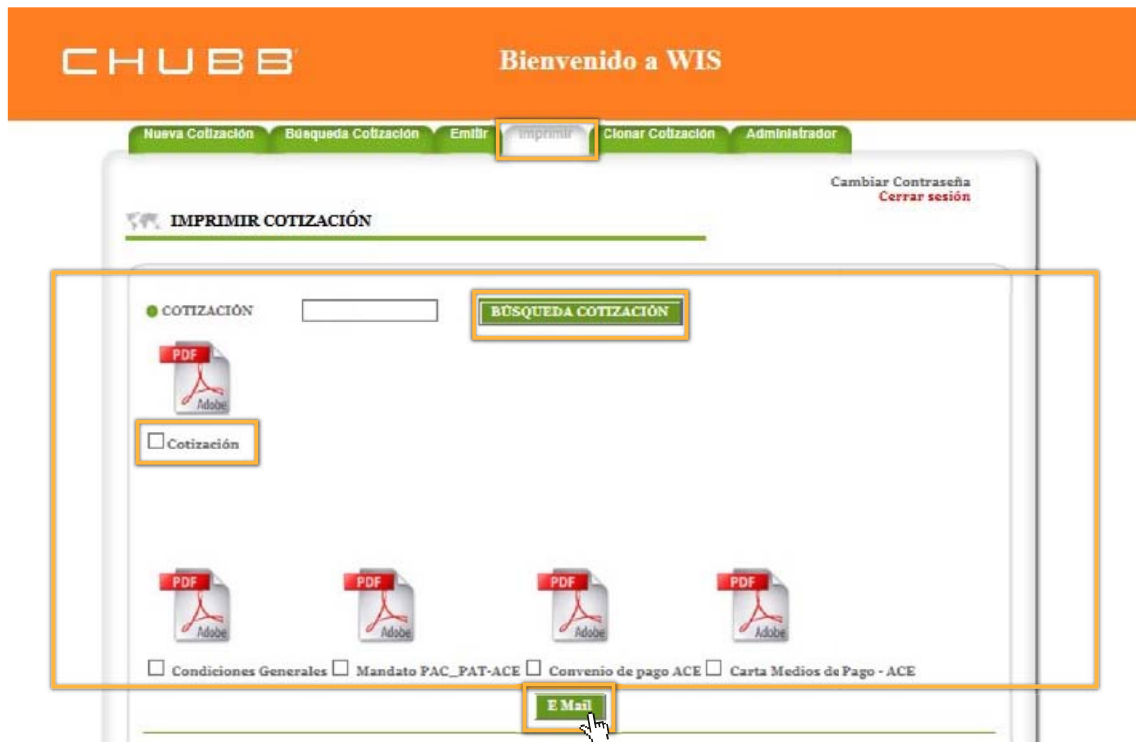 CHUBB Bienvenido a WIS
Nueva Cotización Búsqueda Cotización Emitir Imprimir Clonar Cotización Administrador
Cambiar Contraseña
Cerrar sesión
IMPRIMIR COTIZACIÓN
COTIZACIÓN BÚSQUEDA COTIZACIÓN
PDF
Adobe
Cotización
PDF PDF PDF PDF
Adobe Adobe Adobe Adobe
Condiciones Generales Mandato PAC_PAT-ACE Convenio de pago ACE Carta Medios de Pago - ACE
E Mail